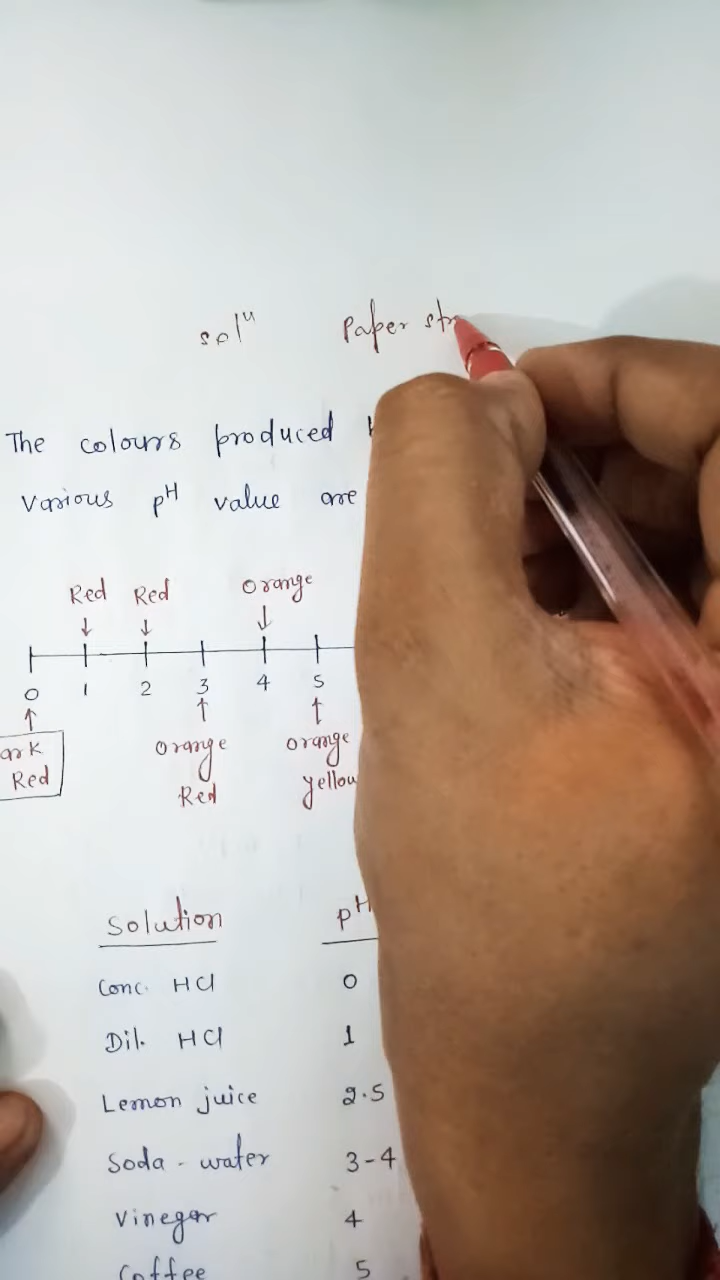 solⁿ Paper str
The colours produced
various pH value are
Red Red Orange
0 1 2 3 4 5
ark Orange Orange
Red Red yellow
Solution pH
Conc. HCl 0
Dil. HCl 1
Lemon juice 2.5
Soda - water 3-4
Vinegar 4
Coffee 5